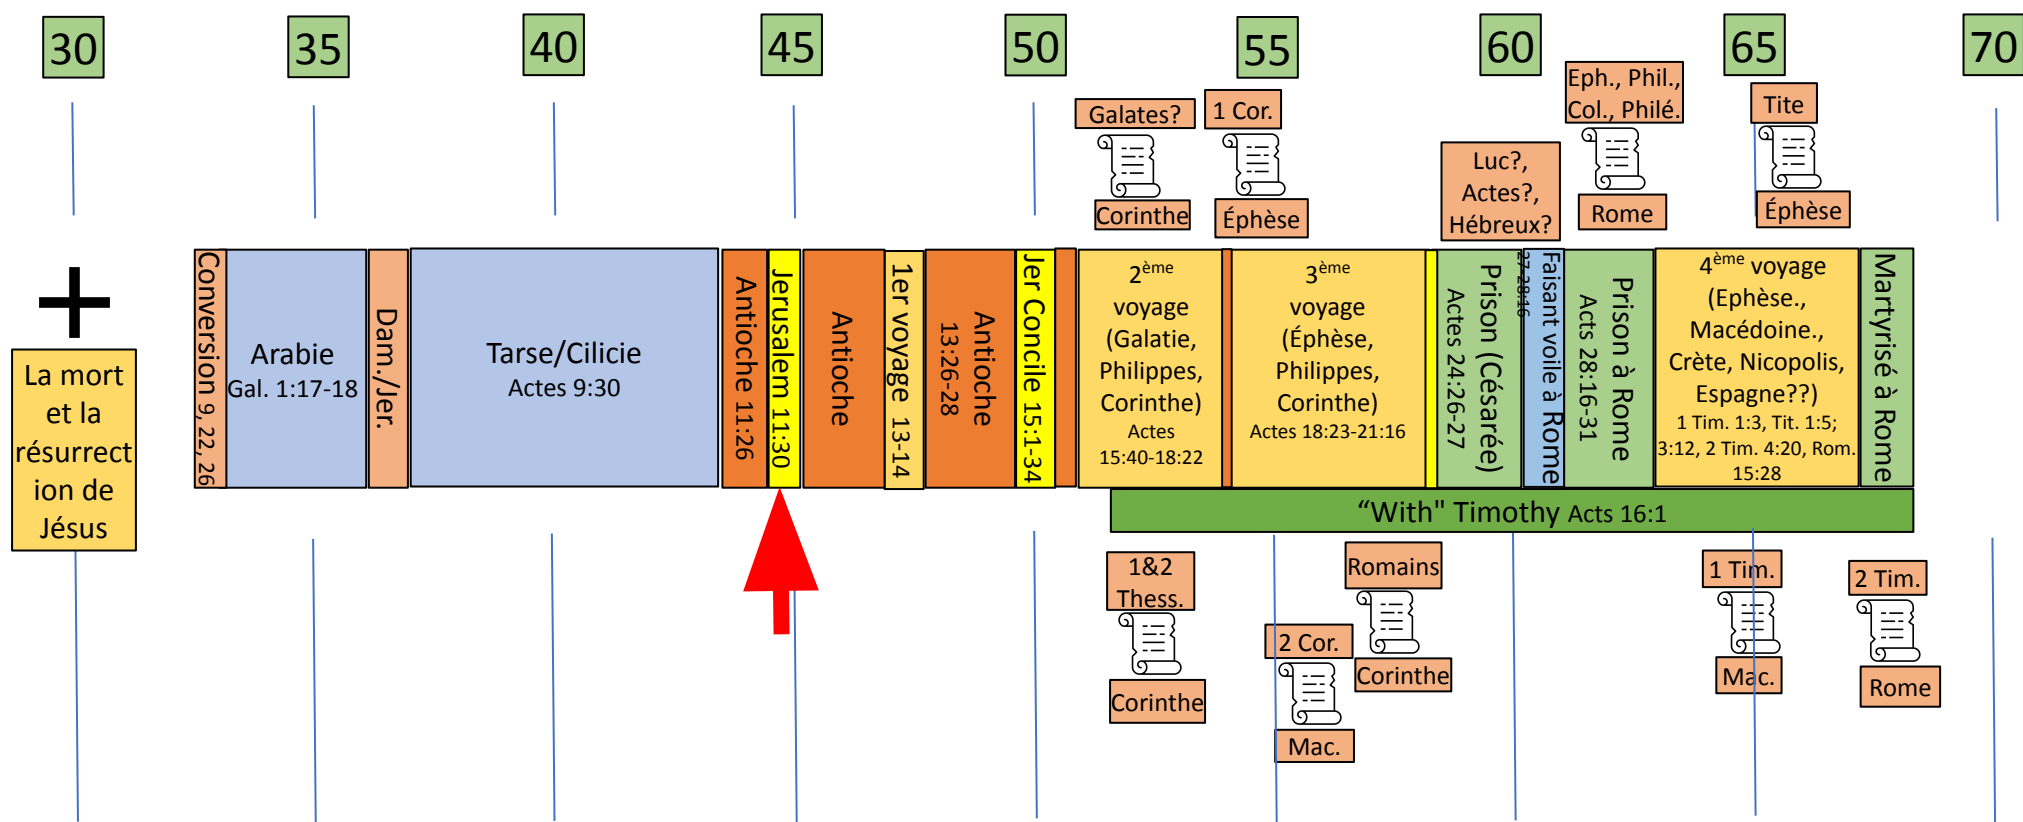 30
35
40
45
50
55
60
65
70
Galates?
Corinthe
1 Cor.
Éphèse
Luc?,
Actes?,
Hébreux?
Eph., Phil.,
Col., Philé.
Rome
Tite
Éphèse
La mort
et la
résurrect
ion de
Jésus
Conversion 9, 22, 26
Arabie
Gal. 1:17-18
Dam./Jer.
Tarse/Cilicie
Actes 9:30
Antioche 11:26
Jerusalem 11:30
Antioche
1er voyage 13-14
Antioche
13:26-28
Jer Concile 15:1-34
2ème
voyage
(Galatie,
Philippes,
Corinthe)
Actes
15:40-18:22
3ème
voyage
(Éphèse,
Philippes,
Corinthe)
Actes 18:23-21:16
Prison (Césarée)
Actes 24:26-27
Faisant voile à Rome
27-28:16
Prison à Rome
Acts 28:16-31
4ème voyage
(Ephèse.,
Macédoine.,
Crète, Nicopolis,
Espagne??)
1 Tim. 1:3, Tit. 1:5;
3:12, 2 Tim. 4:20, Rom.
15:28
Martyrisé à Rome
“With" Timothy Acts 16:1
1&2
Thess.
Corinthe
2 Cor.
Mac.
Romains
Corinthe
1 Tim.
Mac.
2 Tim.
Rome